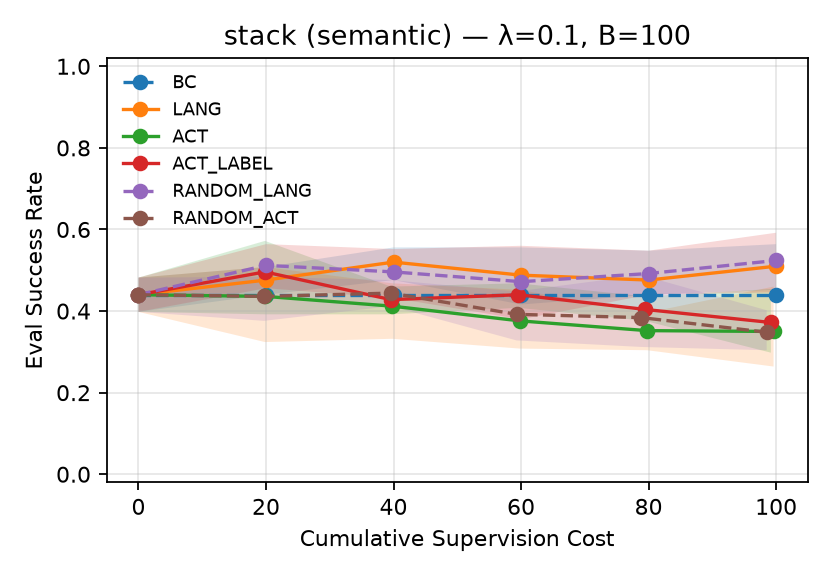 stack (semantic) — λ=0.1, B=100
1.0
0.8
0.6
0.4
0.2
0.0
Eval Success Rate
BC
LANG
ACT
ACT_LABEL
RANDOM_LANG
RANDOM_ACT
0 20 40 60 80 100
Cumulative Supervision Cost